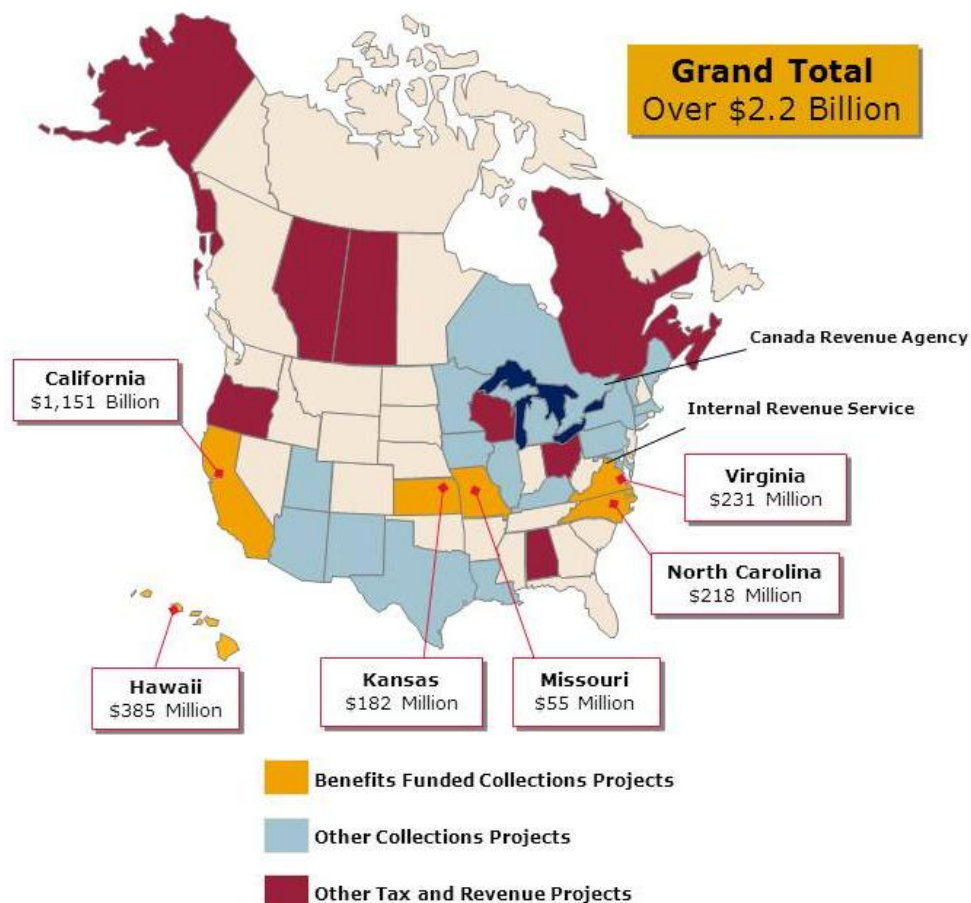 Grand Total
Over $2.2 Billion
Canada Revenue Agency
California
$1,151 Billion
Internal Revenue Service
Virginia
$231 Million
North Carolina
$218 Million
Hawaii
$385 Million
Kansas
$182 Million
Missouri
$55 Million
Benefits Funded Collections Projects
Other Collections Projects
Other Tax and Revenue Projects